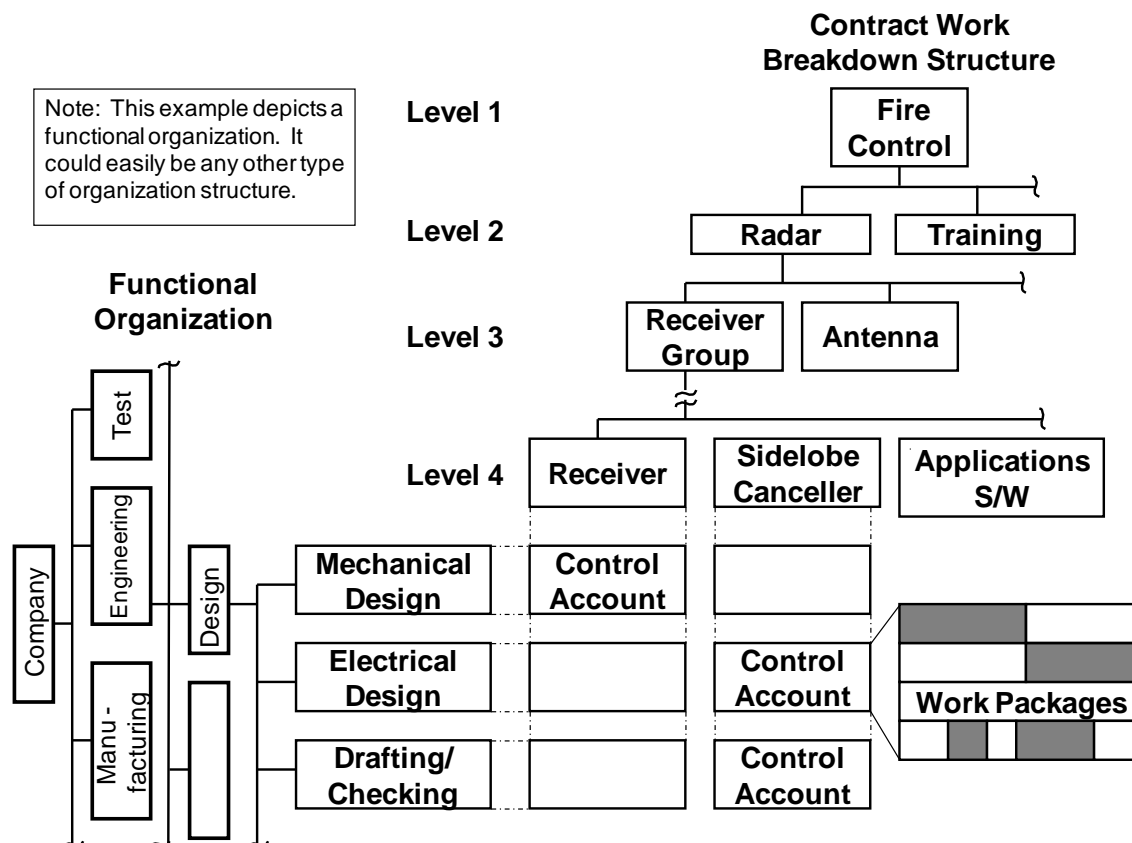 Contract Work
Breakdown Structure
Note: This example depicts a
functional organization. It
could easily be any other type
of organization structure.
Level 1
Fire
Control
Level 2
Radar
Training
Functional
Organization
Level 3
Receiver
Group
Antenna
Test
Level 4
Receiver
Sidelobe
Canceller
Applications
S/W
Engineering
Company
Design
Mechanical
Design
Control
Account
Electrical
Design
Control
Account
Work Packages
Manu -
facturing
Drafting/
Checking
Control
Account